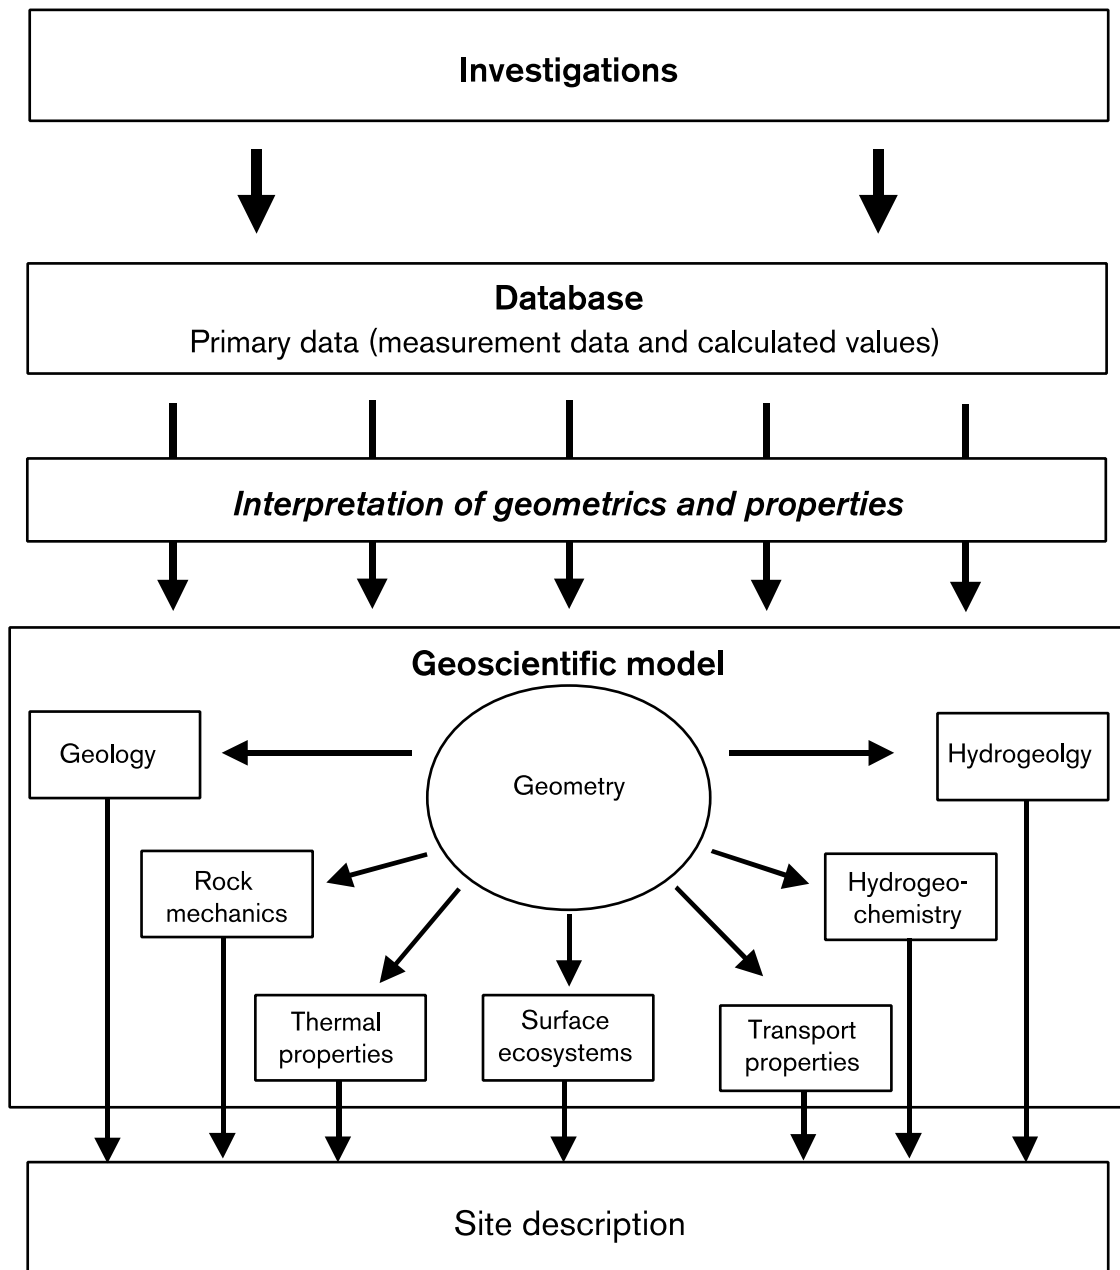 Investigations
Database
Primary data (measurement data and calculated values)
Interpretation of geometrics and properties
Geoscientific model
Geology
Geometry
Hydrogeolgy
Rock
mechanics
Hydrogeo-
chemistry
Thermal
properties
Surface
ecosystems
Transport
properties
Site description